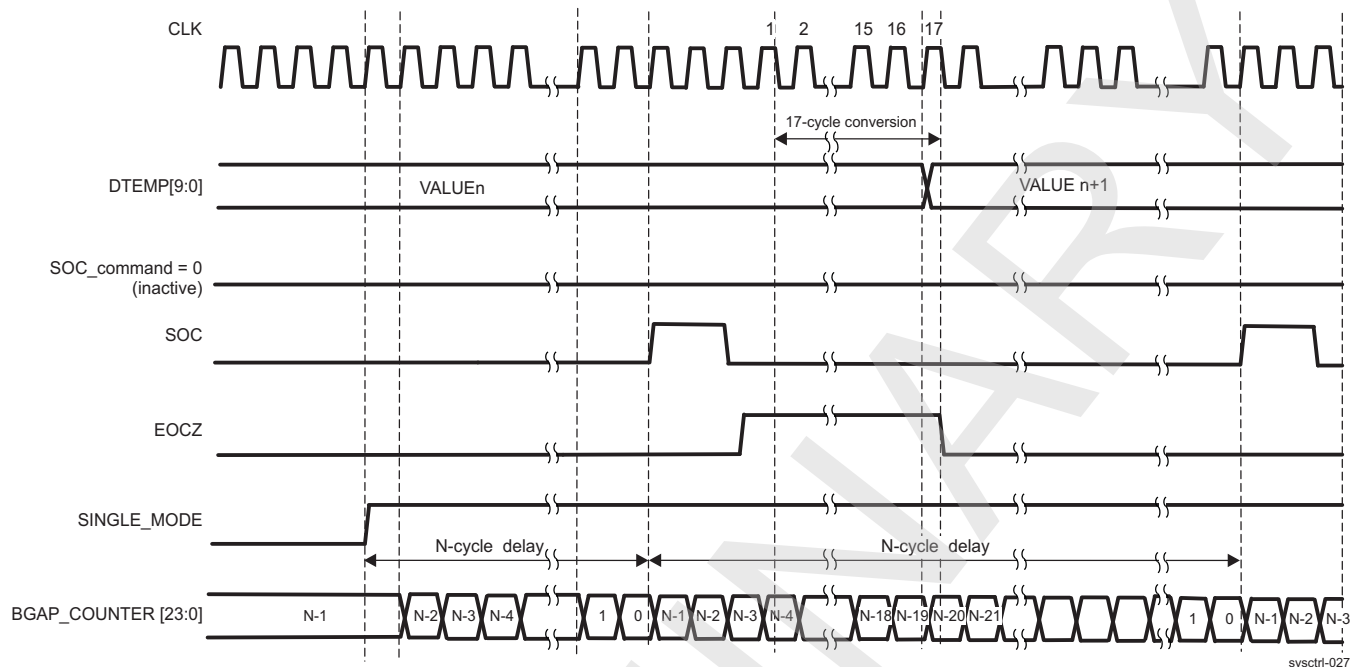 CLK
1 2 15 16 17
17-cycle conversion
DTEMP[9:0]
VALUEn
VALUE n+1
SOC_command = 0
(inactive)
SOC
EOCZ
SINGLE_MODE
N-cycle delay
N-cycle delay
BGAP_COUNTER [23:0]
N-1 N-2 N-3 N-4 1 0 N-1 N-2 N-3 N-4 N-18 N-19 N-20 N-21 1 0 N-1 N-2 N-3
sysctrl-027